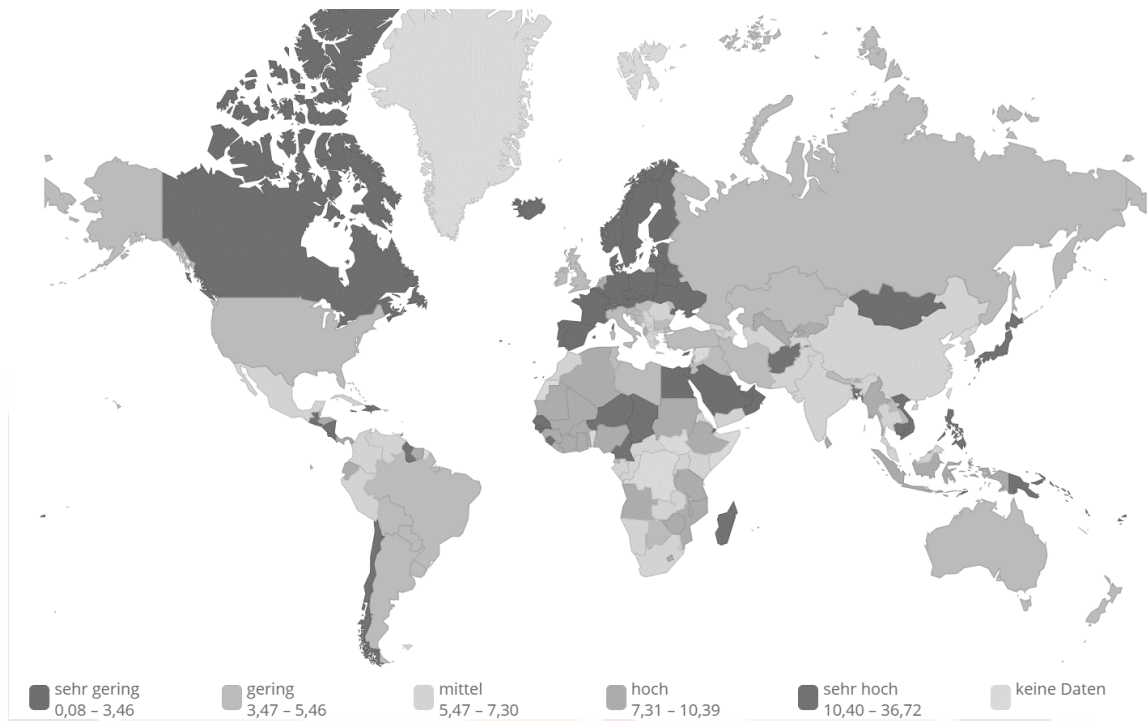 sehr gering
0,08 – 3,46
gering
3,47 – 5,46
mittel
5,47 – 7,30
hoch
7,31 – 10,39
sehr hoch
10,40 – 36,72
keine Daten